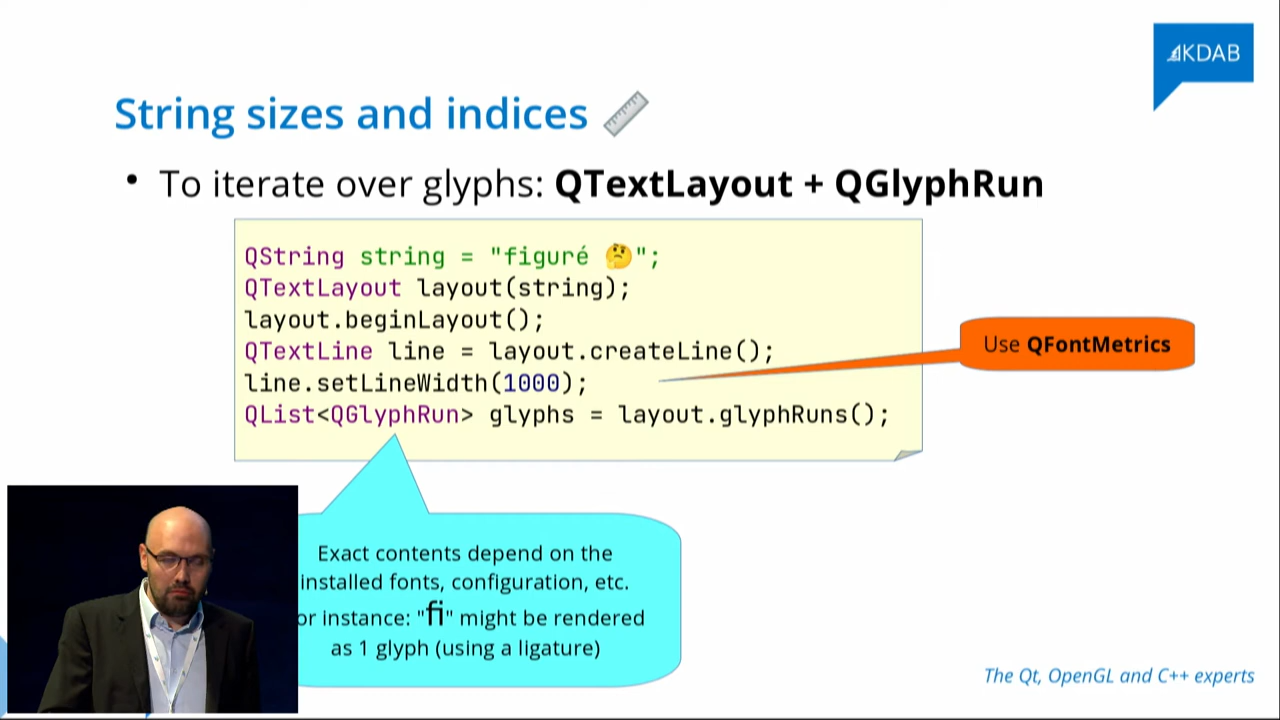 KDAB
String sizes and indices 📏
• To iterate over glyphs: QTextLayout + QGlyphRun
QString string = "figuré 🤔";
QTextLayout layout(string);
layout.beginLayout();
QTextLine line = layout.createLine();
line.setLineWidth(1000);
QList<QGlyphRun> glyphs = layout.glyphRuns();
Use QFontMetrics
Exact contents depend on the
installed fonts, configuration, etc.
or instance: "fi" might be rendered
as 1 glyph (using a ligature)
The Qt, OpenGL and C++ experts